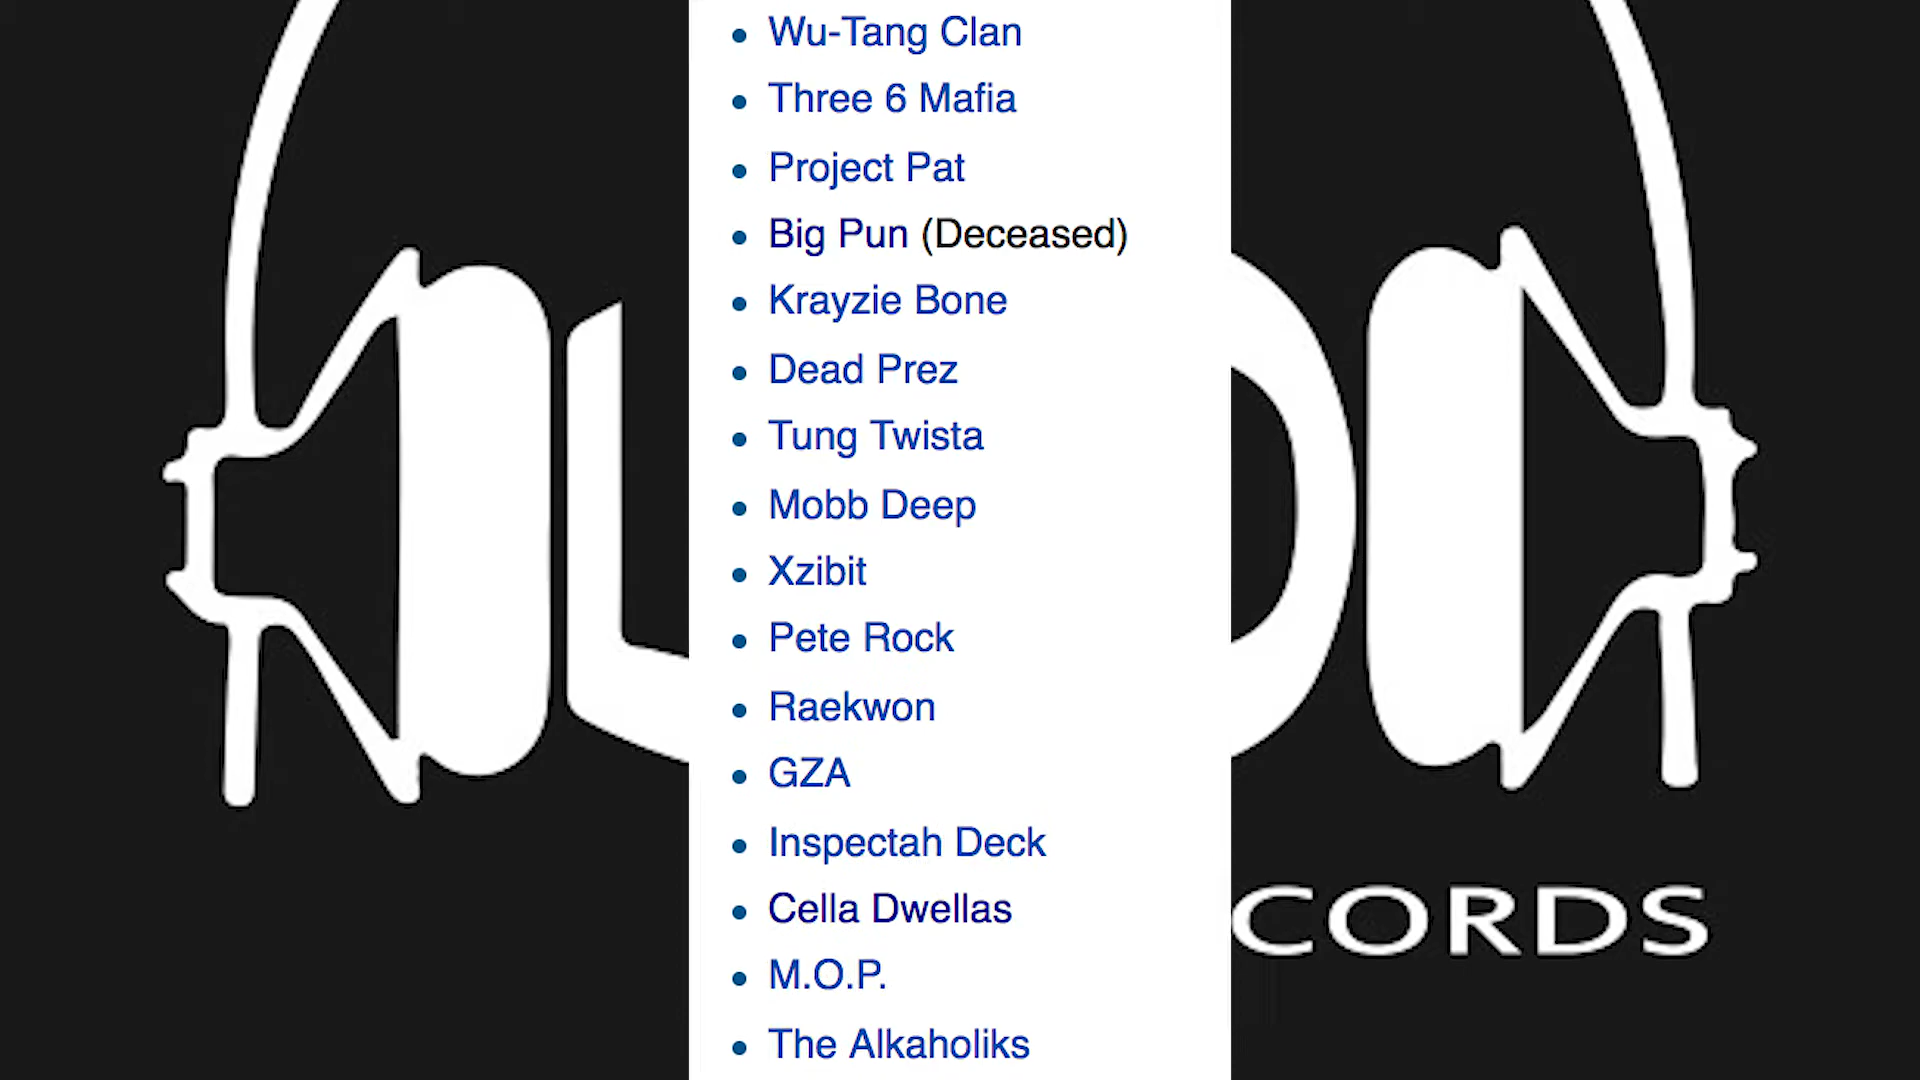 Wu-Tang Clan
Three 6 Mafia
Project Pat
Big Pun (Deceased)
Krayzie Bone
Dead Prez
Tung Twista
Mobb Deep
Xzibit
Pete Rock
Raekwon
GZA
Inspectah Deck
Cella Dwellas
M.O.P.
The Alkaholiks
CORDS